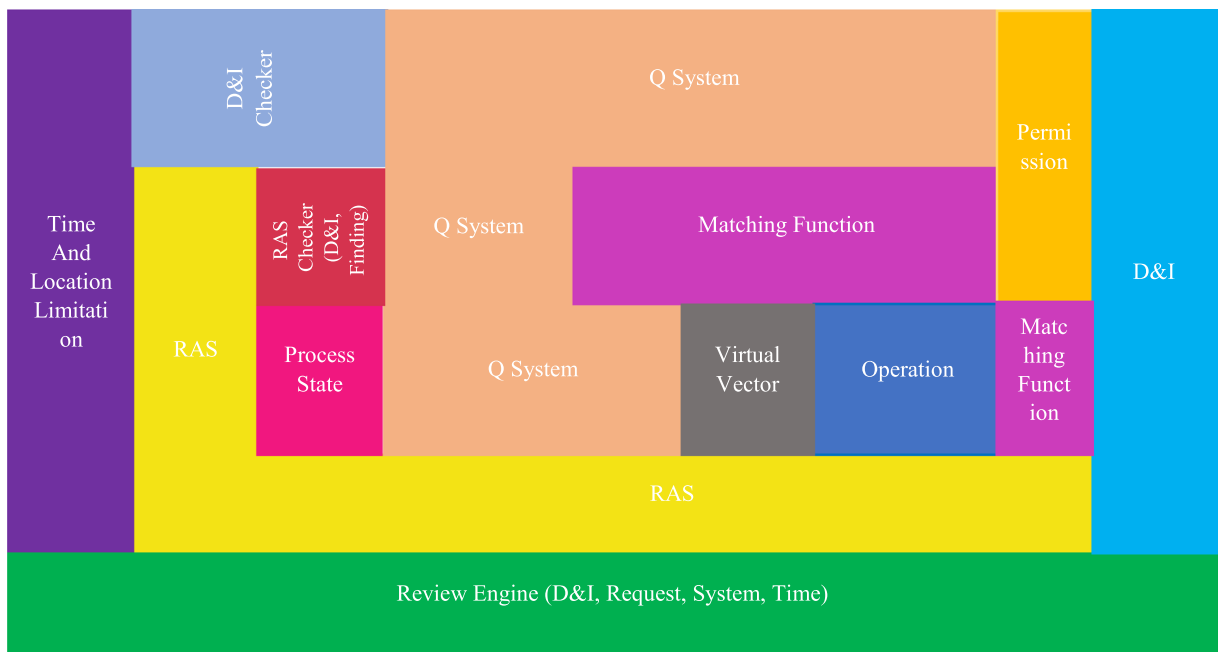 D&I
Checker
Q System
Permi
ssion
Time
And
Location
Limitati
on
RAS
Checker
(D&I,
Finding)
Q System
Matching Function
D&I
RAS
Process
State
Q System
Virtual
Vector
Operation
Matc
hing
Funct
ion
RAS
Review Engine (D&I, Request, System, Time)